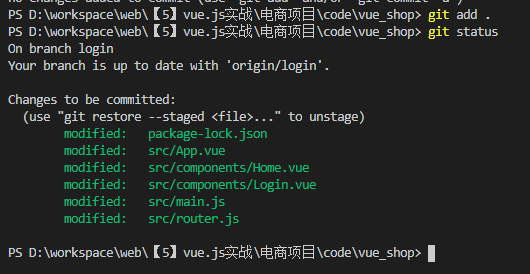 no changes added to commit (use "git add" and/or "git commit -a")
PS D:\workspace\web\【5】vue.js实战\电商项目\code\vue_shop> git add .
PS D:\workspace\web\【5】vue.js实战\电商项目\code\vue_shop> git status
On branch login
Your branch is up to date with 'origin/login'.
Changes to be committed:
(use "git restore --staged <file>..." to unstage)
modified: package-lock.json
modified: src/App.vue
modified: src/components/Home.vue
modified: src/components/Login.vue
modified: src/main.js
modified: src/router.js
PS D:\workspace\web\【5】vue.js实战\电商项目\code\vue_shop>